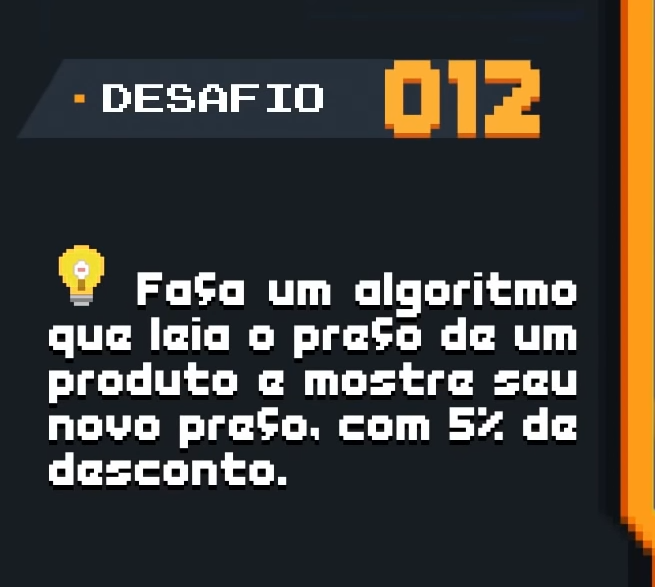 DESAFIO 012
Faça um algoritmo
que leia o preço de um
produto e mostre seu
novo preço, com 5% de
desconto.